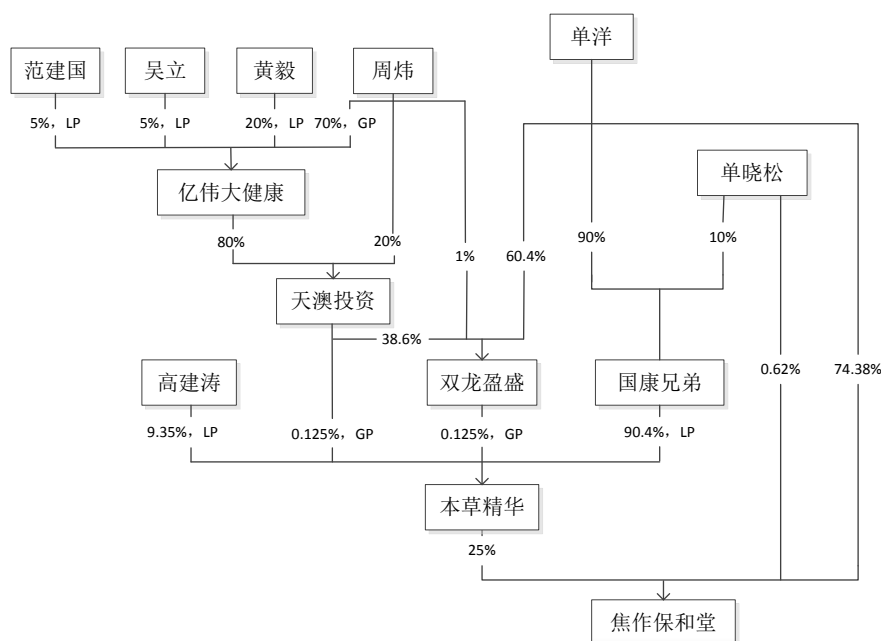 单洋
范建国
吴立
黄毅
周炜
5%，LP
5%，LP
20%，LP
70%，GP
单晓松
亿伟大健康
80%
20%
1%
60.4%
90%
10%
天澳投资
38.6%
高建涛
双龙盈盛
国康兄弟
0.62%
74.38%
9.35%，LP
0.125%，GP
0.125%，GP
90.4%，LP
本草精华
25%
焦作保和堂